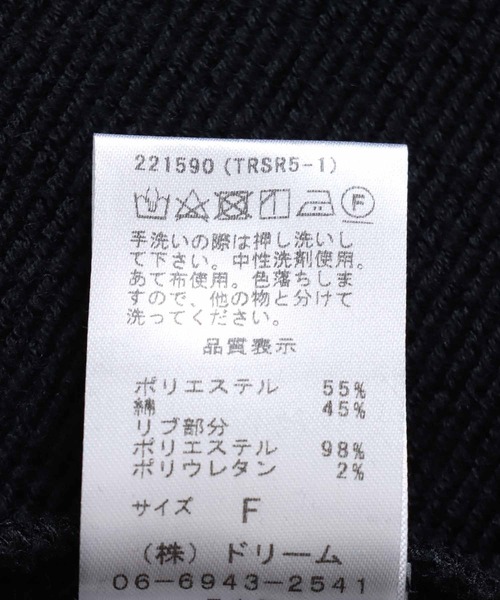 221590 (TRSR5-1)
F
手洗いの際は押し洗いし
て下さい。中性洗剤使用。
あて布使用。色落ちしま
すので、他の物と分けて
洗ってください。
品質表示
ポリエステル 55%
綿 45%
リブ部分
ポリエステル 98%
ポリウレタン 2%
サイズ F
(株) ドリーム
06-6943-2541